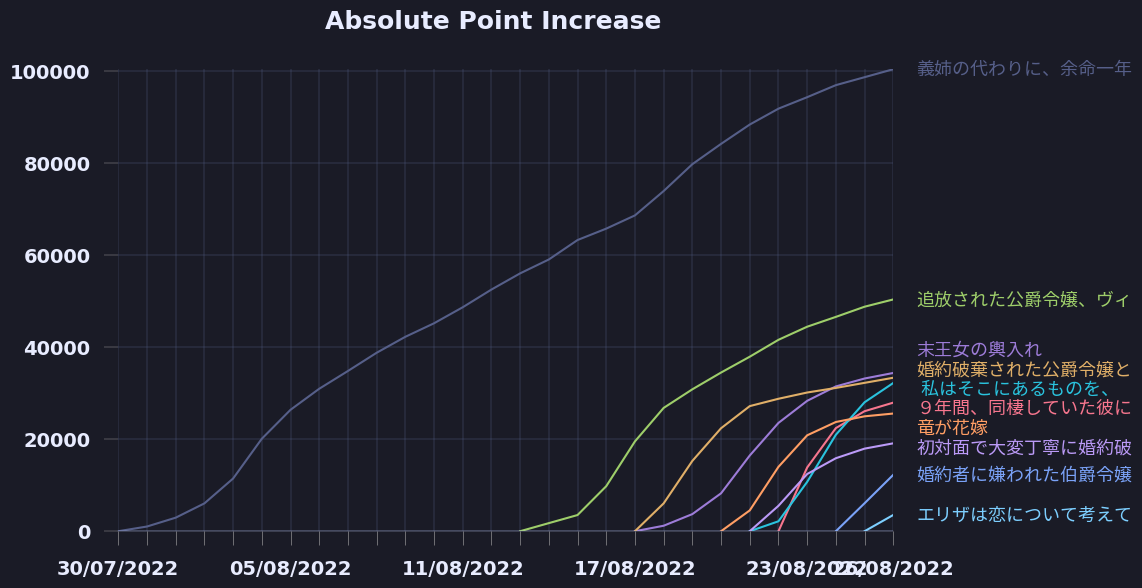 Absolute Point Increase
100000
80000
60000
40000
20000
0
義姉の代わりに、余命一年
追放された公爵令嬢、ヴィ
末王女の輿入れ
婚約破棄された公爵令嬢と
私はそこにあるものを、
９年間、同棲していた彼に
竜が花嫁
初対面で大変丁寧に婚約破
婚約者に嫌われた伯爵令嬢
エリザは恋について考えて
30/07/2022 05/08/2022 11/08/2022 17/08/2022 23/08/2022 26/08/2022